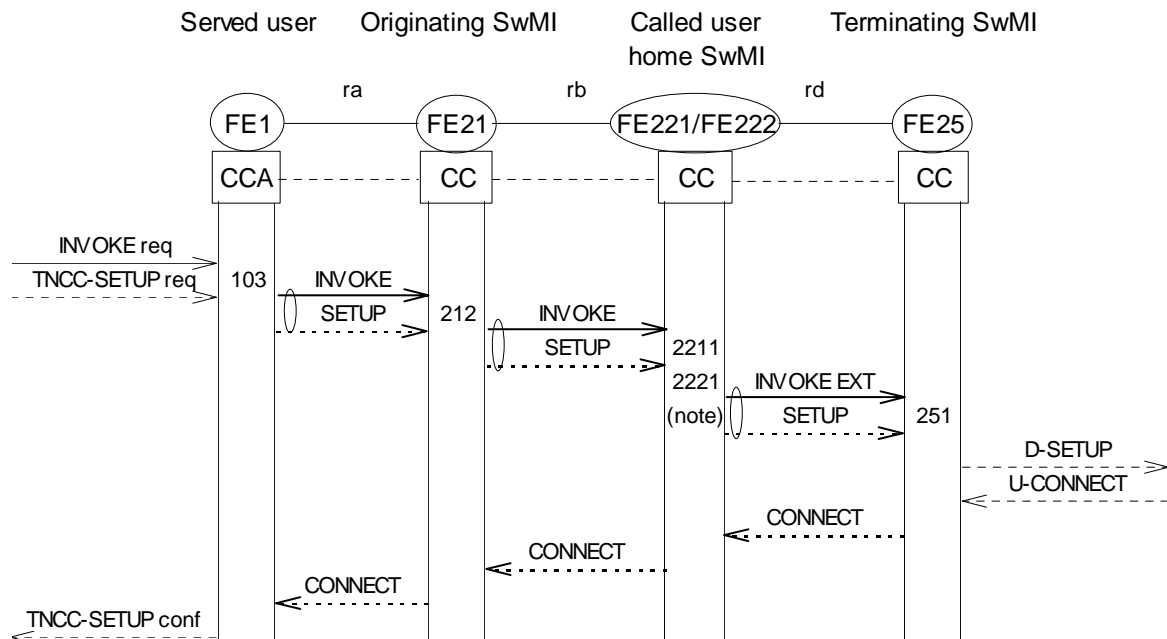 Served user Originating SwMI Called user Terminating SwMI
home SwMI
ra rb rd
FE1 FE21 FE221/FE222 FE25
CCA CC CC CC
INVOKE req
TNCC-SETUP req
103
INVOKE
SETUP
212
INVOKE
SETUP
2211
2221
(note)
INVOKE EXT
SETUP
251
D-SETUP
U-CONNECT
CONNECT
CONNECT
CONNECT
TNCC-SETUP conf